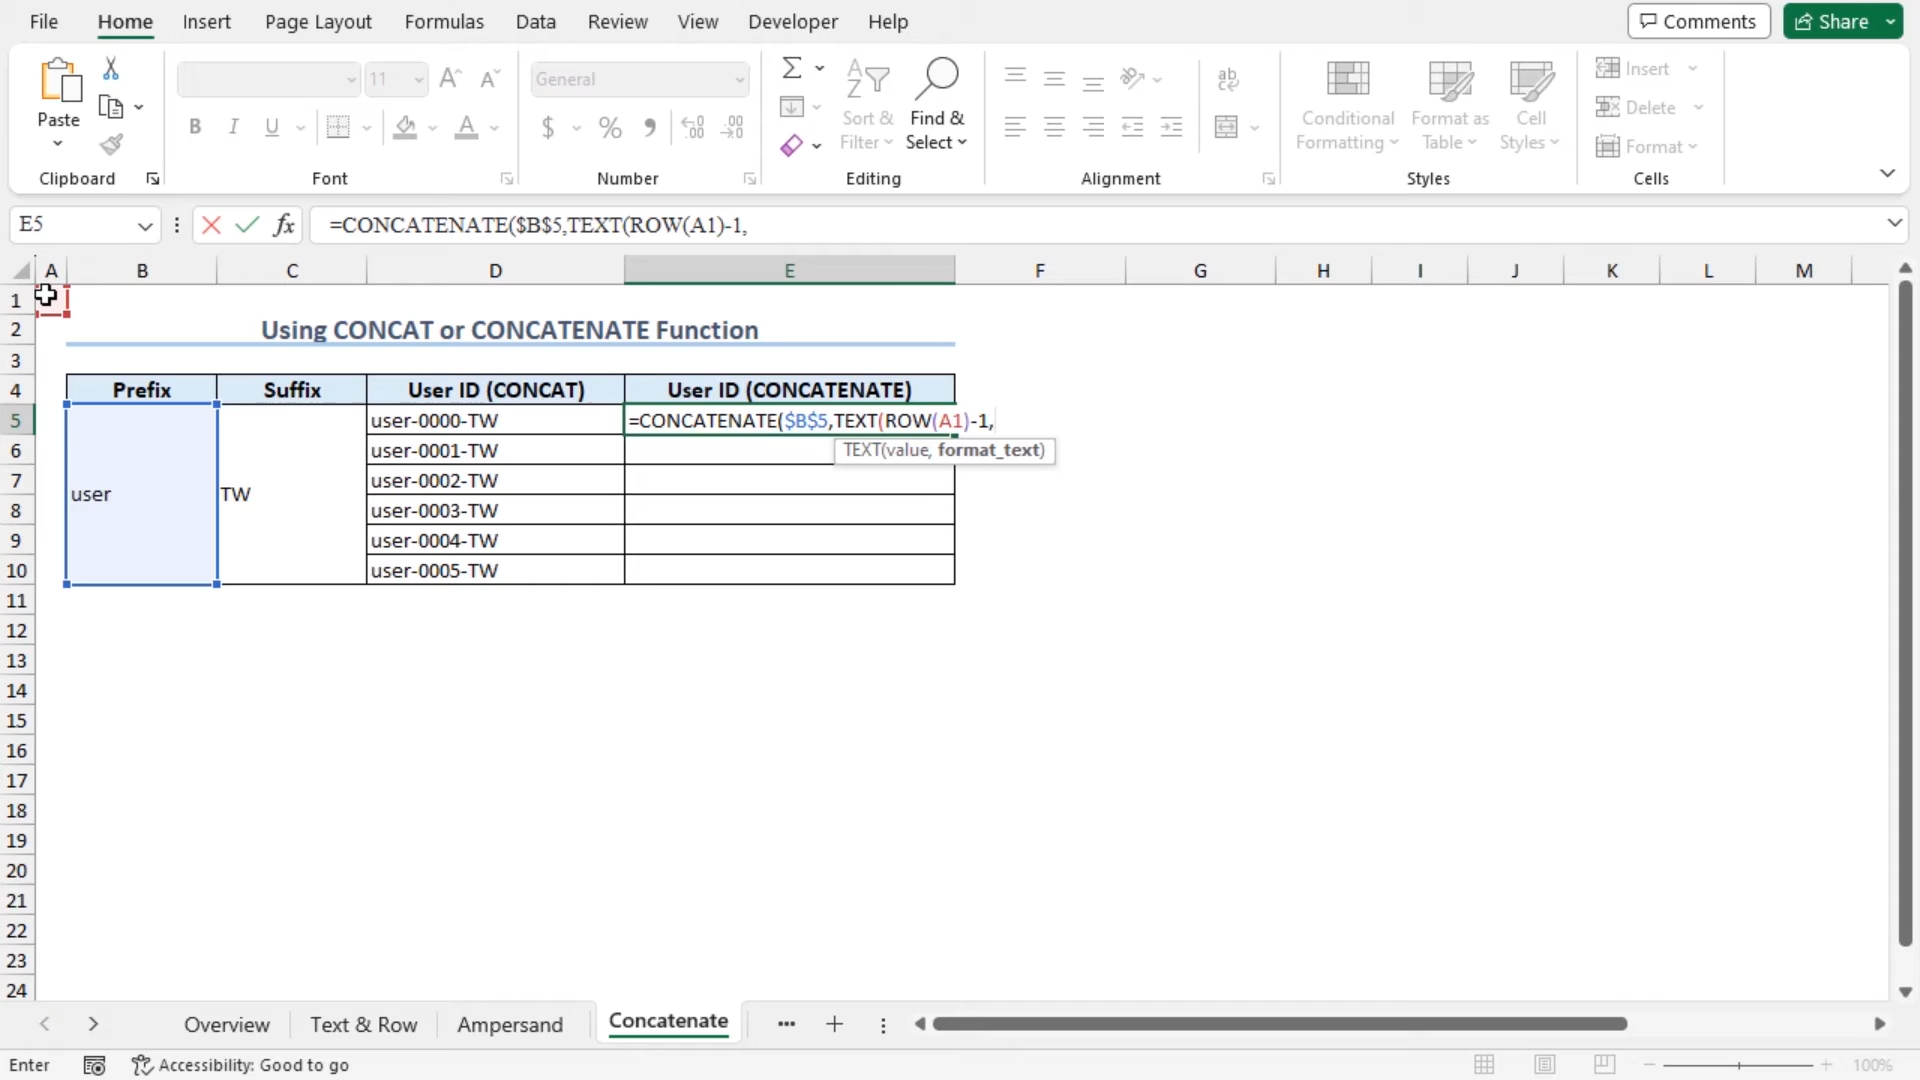 File Home Insert Page Layout Formulas Data Review View Developer Help Comments Share
11 General
Paste Sort & Filter Find & Select Conditional Formatting Format as Table Cell Styles Insert Delete Format
Clipboard Font Number Editing Alignment Styles Cells
E5 fx =CONCATENATE($B$5,TEXT(ROW(A1)-1,
A B C D E F G H I J K L M
1
2 Using CONCAT or CONCATENATE Function
3
4 Prefix Suffix User ID (CONCAT) User ID (CONCATENATE)
5 user-0000-TW =CONCATENATE($B$5,TEXT(ROW(A1)-1,
6 user-0001-TW TEXT(value, format_text)
7 user TW user-0002-TW
8 user-0003-TW
9 user-0004-TW
10 user-0005-TW
11
12
13
14
15
16
17
18
19
20
21
22
23
24
Overview Text & Row Ampersand Concatenate
Enter Accessibility: Good to go 100%